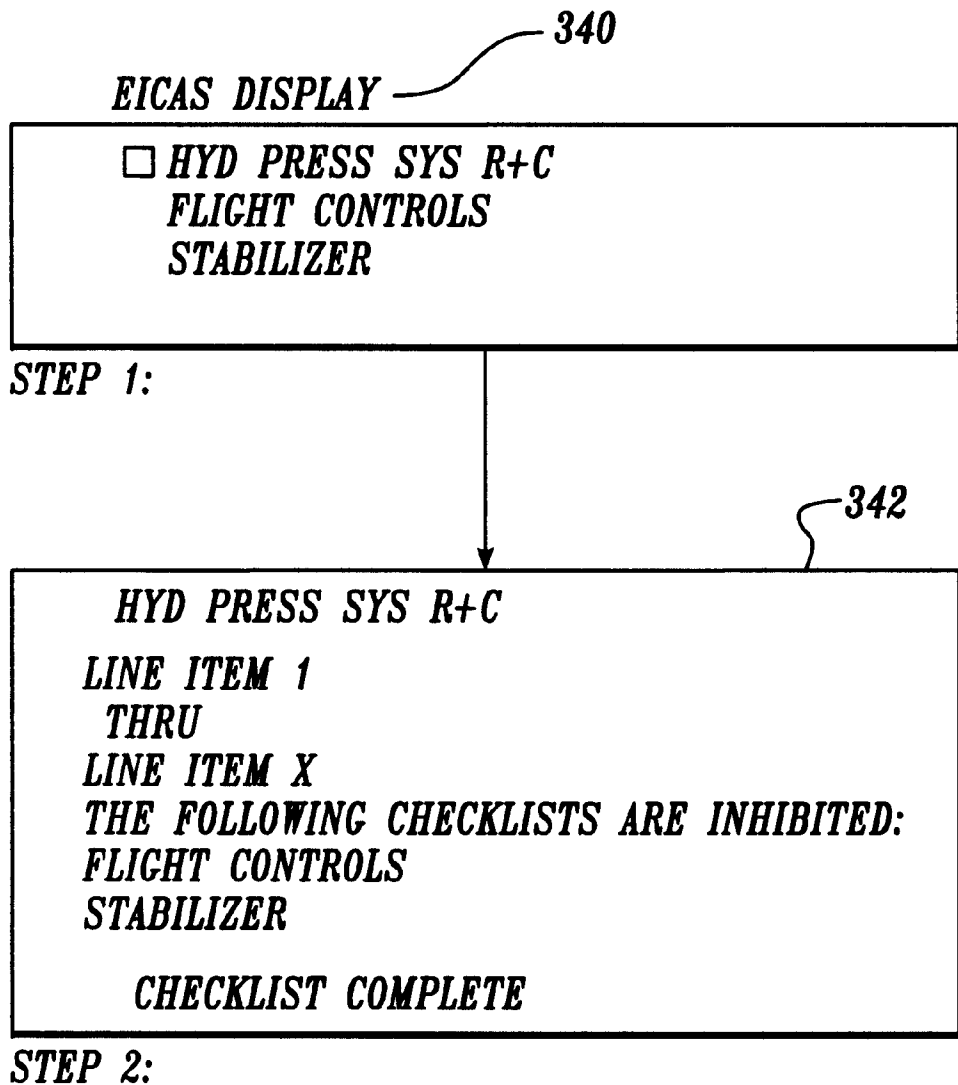 340
EICAS DISPLAY
HYD PRESS SYS R+C
FLIGHT CONTROLS
STABILIZER
STEP 1:
342
HYD PRESS SYS R+C
LINE ITEM 1
THRU
LINE ITEM X
THE FOLLOWING CHECKLISTS ARE INHIBITED:
FLIGHT CONTROLS
STABILIZER
CHECKLIST COMPLETE
STEP 2: